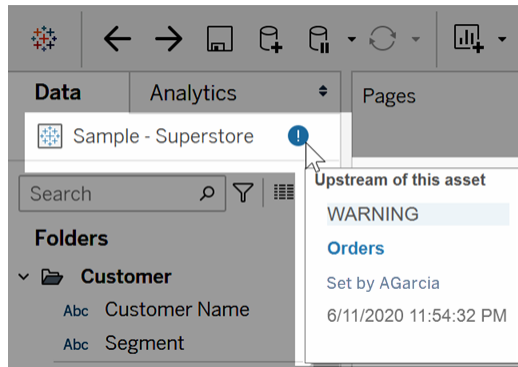 Data
Analytics
Pages
Sample - Superstore
Search
Upstream of this asset
WARNING
Folders
Orders
Customer
Set by AGarcia
Abc Customer Name
6/11/2020 11:54:32 PM
Abc Segment